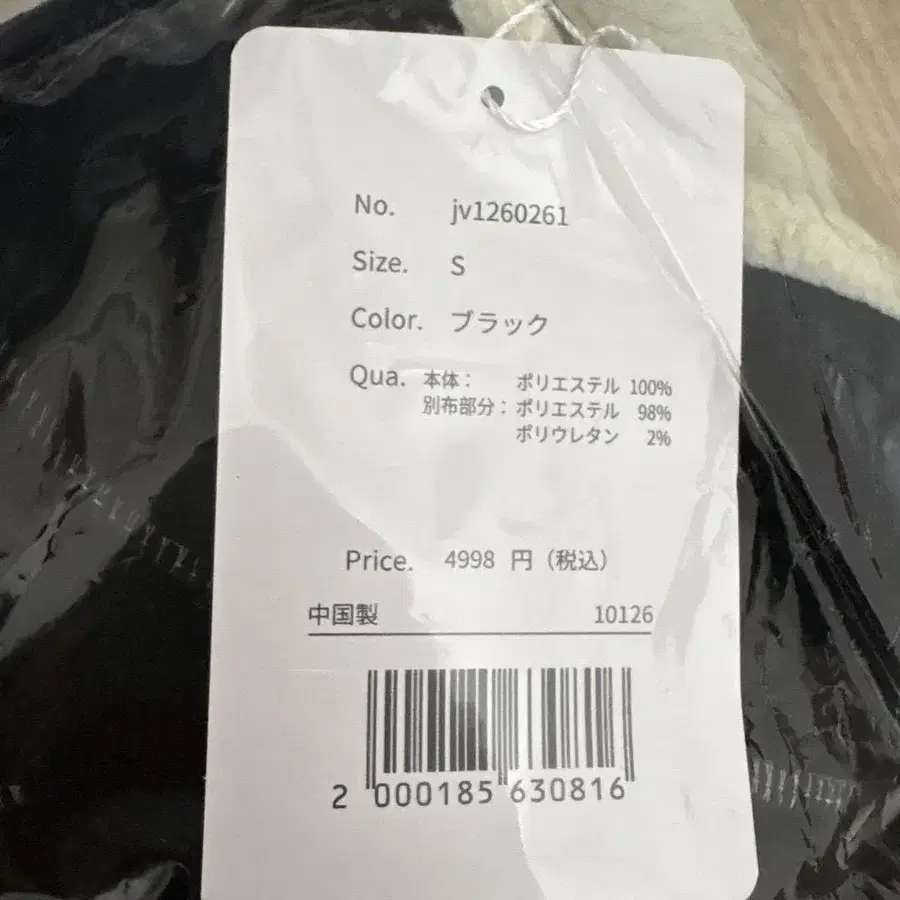 No. jv1260261
Size. S
Color. ブラック
Qua. 本体： ポリエステル 100%
別布部分：ポリエステル 98%
ポリウレタン 2%
Price. 4998 円（税込）
中国製 10126
2 000185 630816